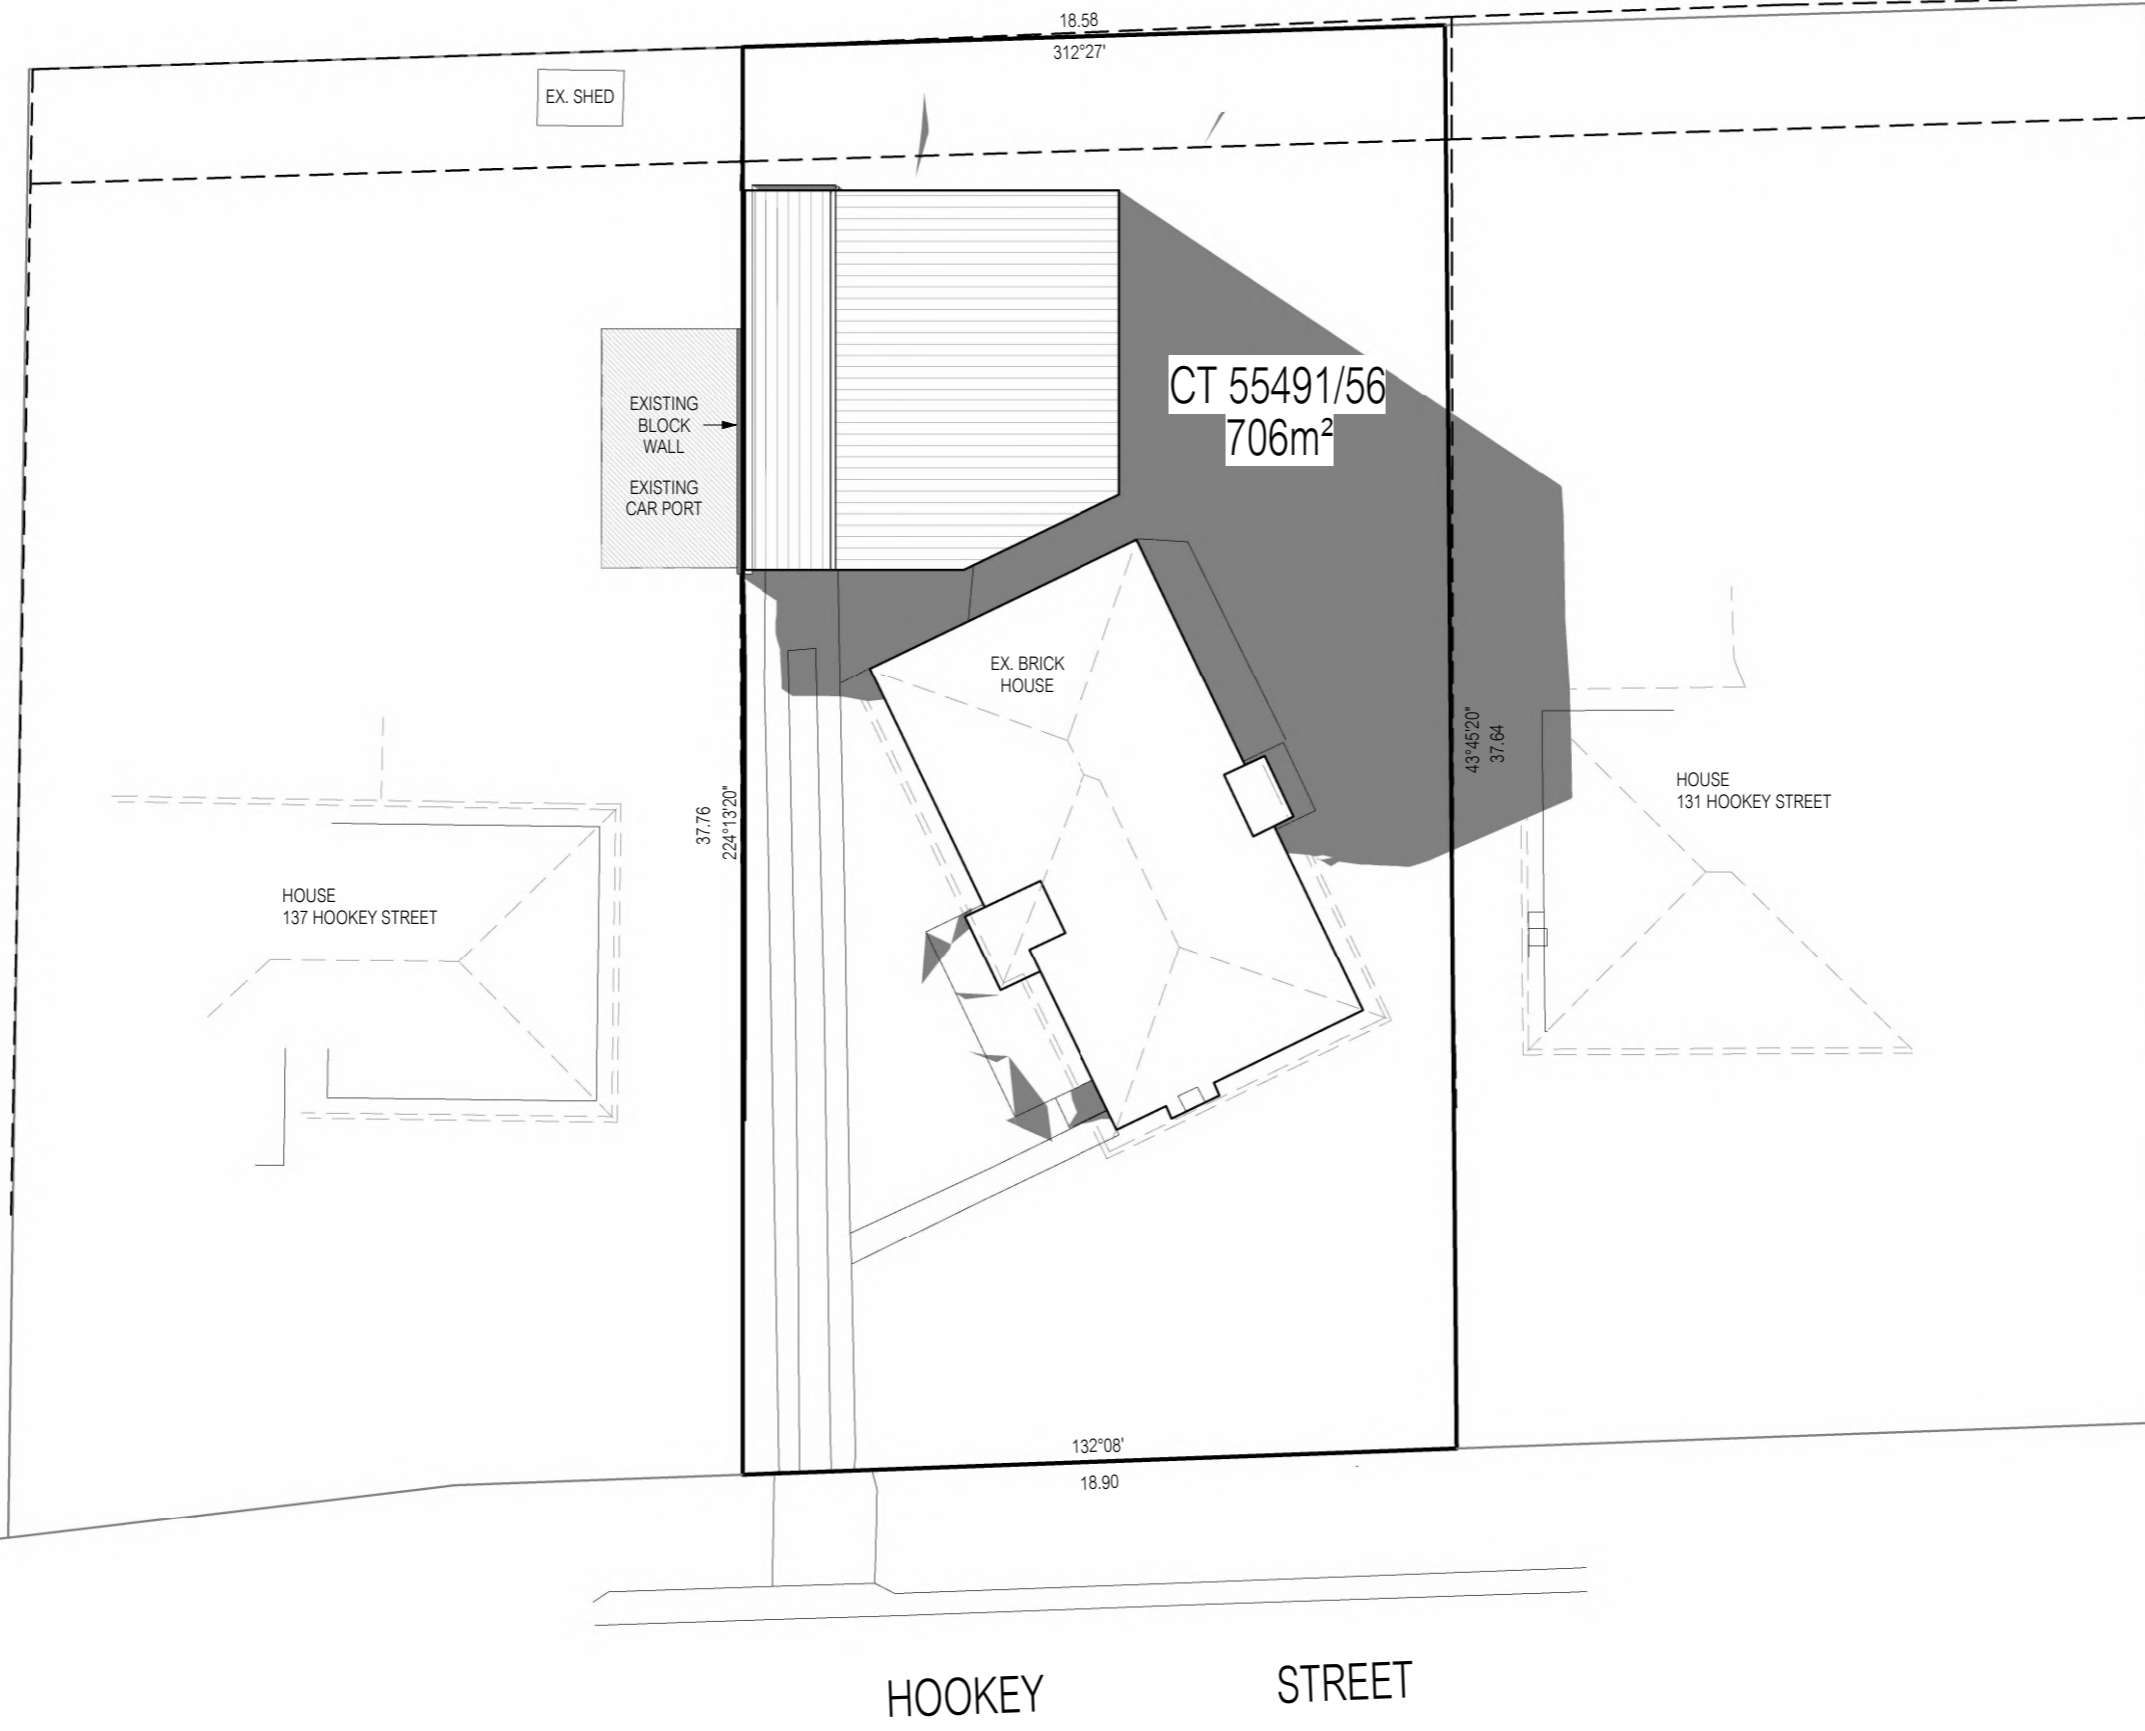 18.58
312°27'
EX. SHED
CT 55491/56
706m²
EXISTING
BLOCK
WALL
EXISTING
CAR PORT
EX. BRICK
HOUSE
43°45'20"
37.64
HOUSE
131 HOOKEY STREET
37.76
224°13'20"
HOUSE
137 HOOKEY STREET
132°08'
18.90
HOOKEY STREET